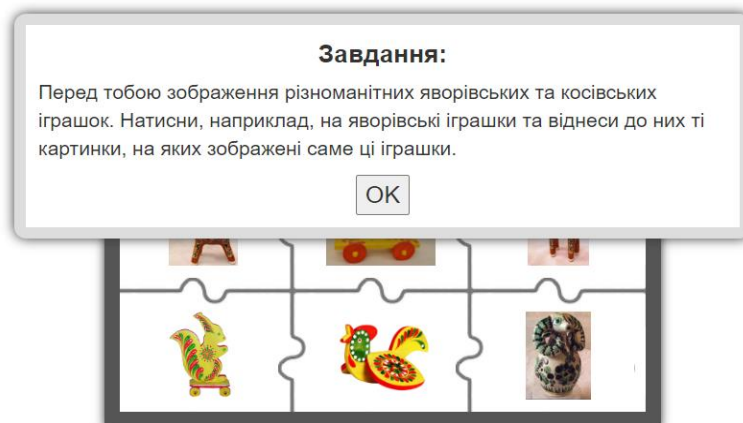 Завдання:
Перед тобою зображення різноманітних яворівських та косівських
іграшок. Натисни, наприклад, на яворівські іграшки та віднеси до них ті
картинки, на яких зображені саме ці іграшки.
OK